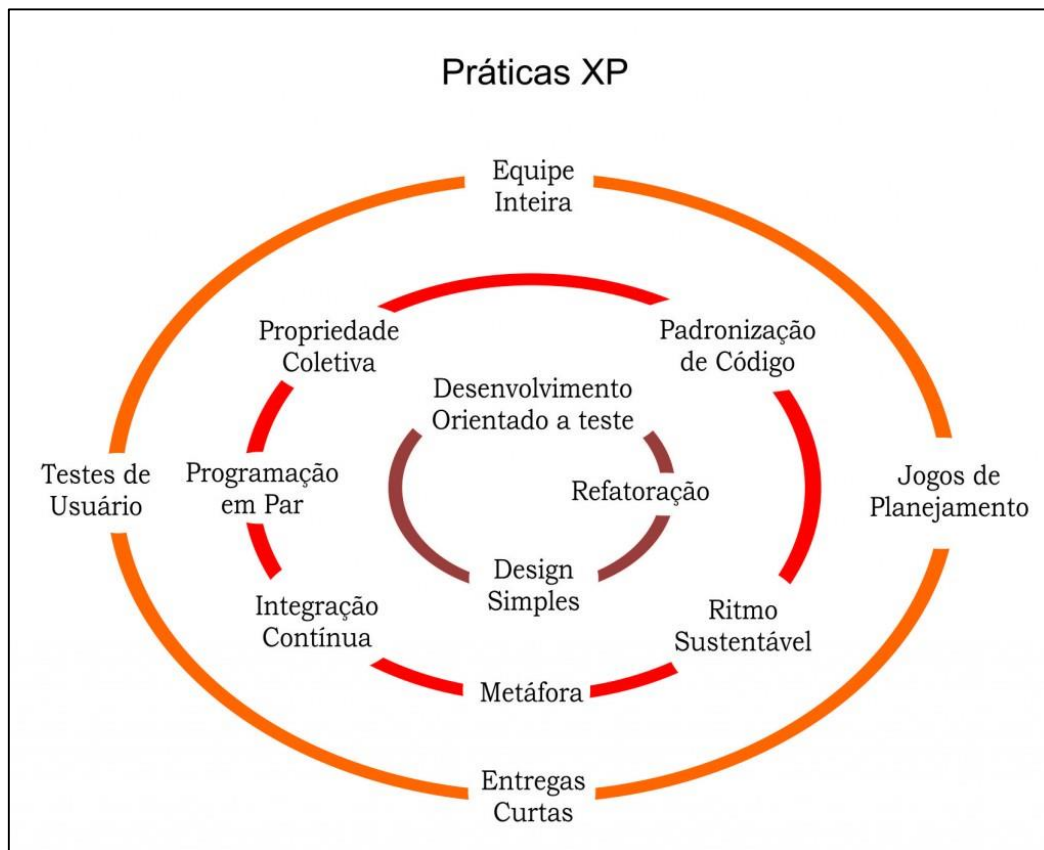 Práticas XP
Equipe
Inteira
Propriedade
Coletiva
Padronização
de Código
Desenvolvimento
Orientado a teste
Testes de
Usuário
Programação
em Par
Refatoração
Jogos de
Planejamento
Design
Simples
Integração
Contínua
Ritmo
Sustentável
Metáfora
Entregas
Curtas